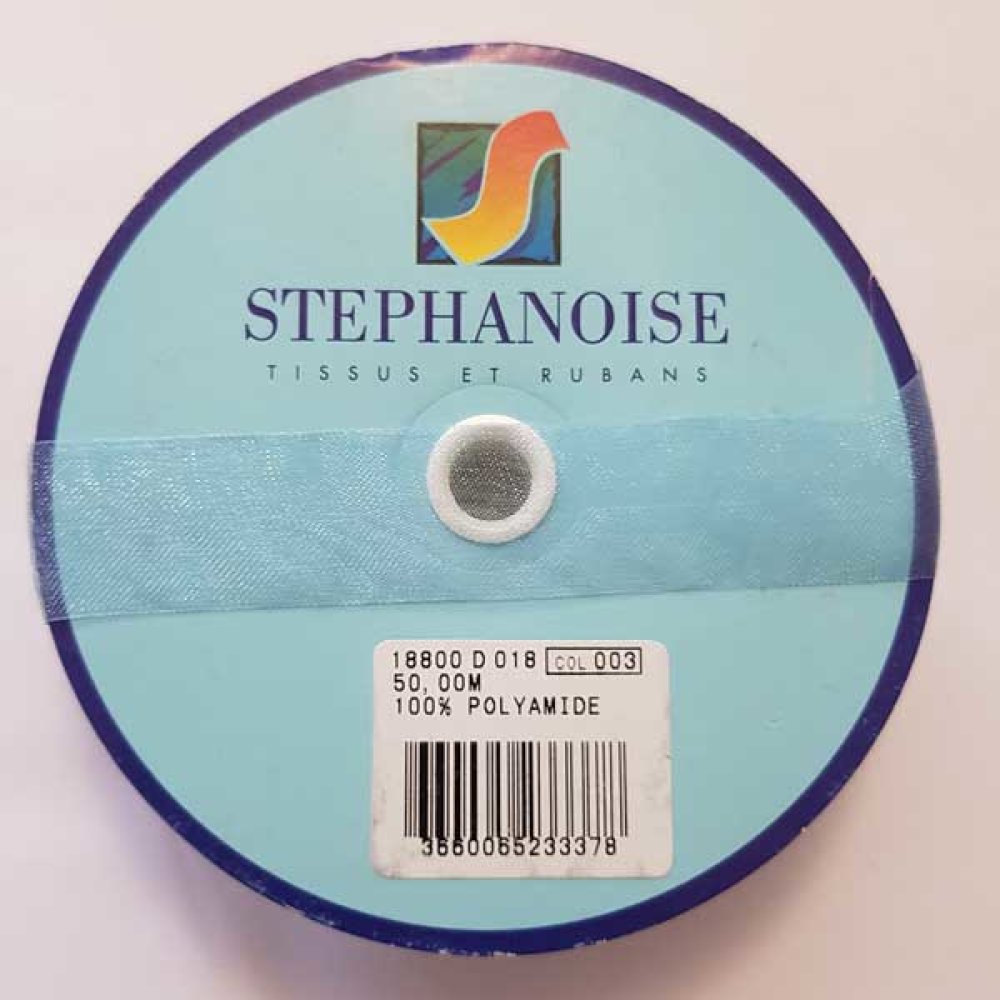 STEPHANOISE
TISSUS ET RUBANS
18800 D 018 COL 003
50,00M
100% POLYAMIDE
3660065233378